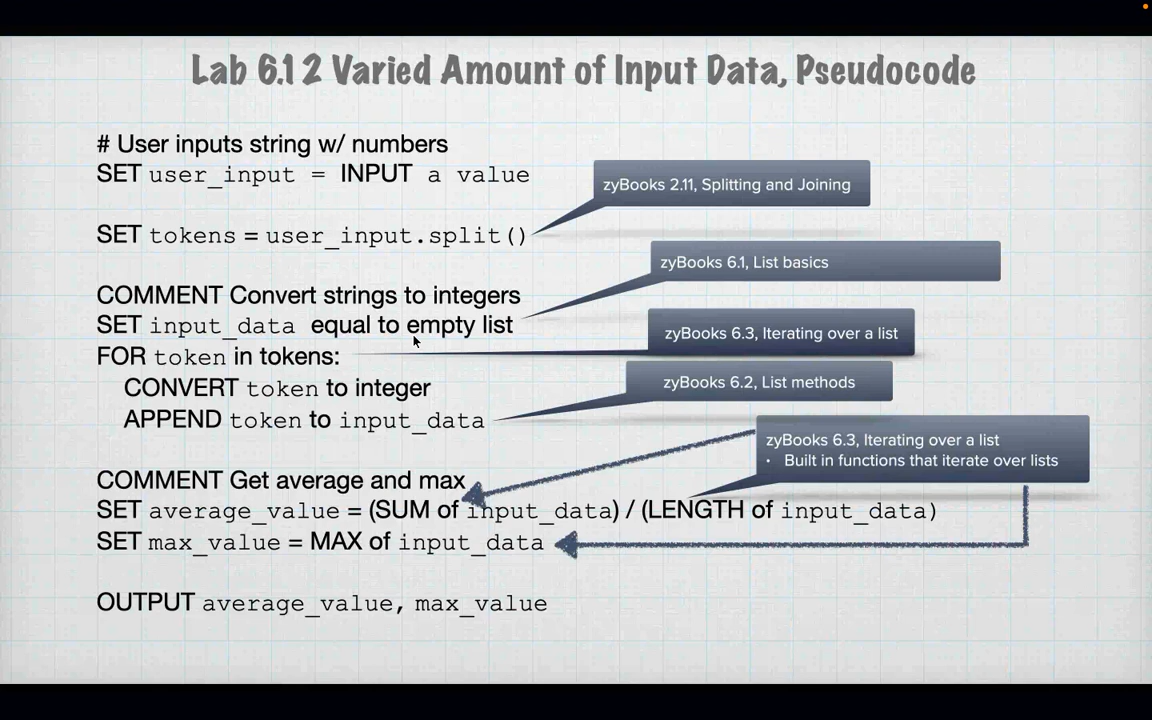 Lab 6.12 Varied Amount of Input Data, Pseudocode
# User inputs string w/ numbers
SET user_input = INPUT a value
zyBooks 2.11, Splitting and Joining
SET tokens = user_input.split()
zyBooks 6.1, List basics
COMMENT Convert strings to integers
SET input_data equal to empty list
zyBooks 6.3, Iterating over a list
FOR token in tokens:
CONVERT token to integer
zyBooks 6.2, List methods
APPEND token to input_data
zyBooks 6.3, Iterating over a list
• Built in functions that iterate over lists
COMMENT Get average and max
SET average_value = (SUM of input_data) / (LENGTH of input_data)
SET max_value = MAX of input_data
OUTPUT average_value, max_value